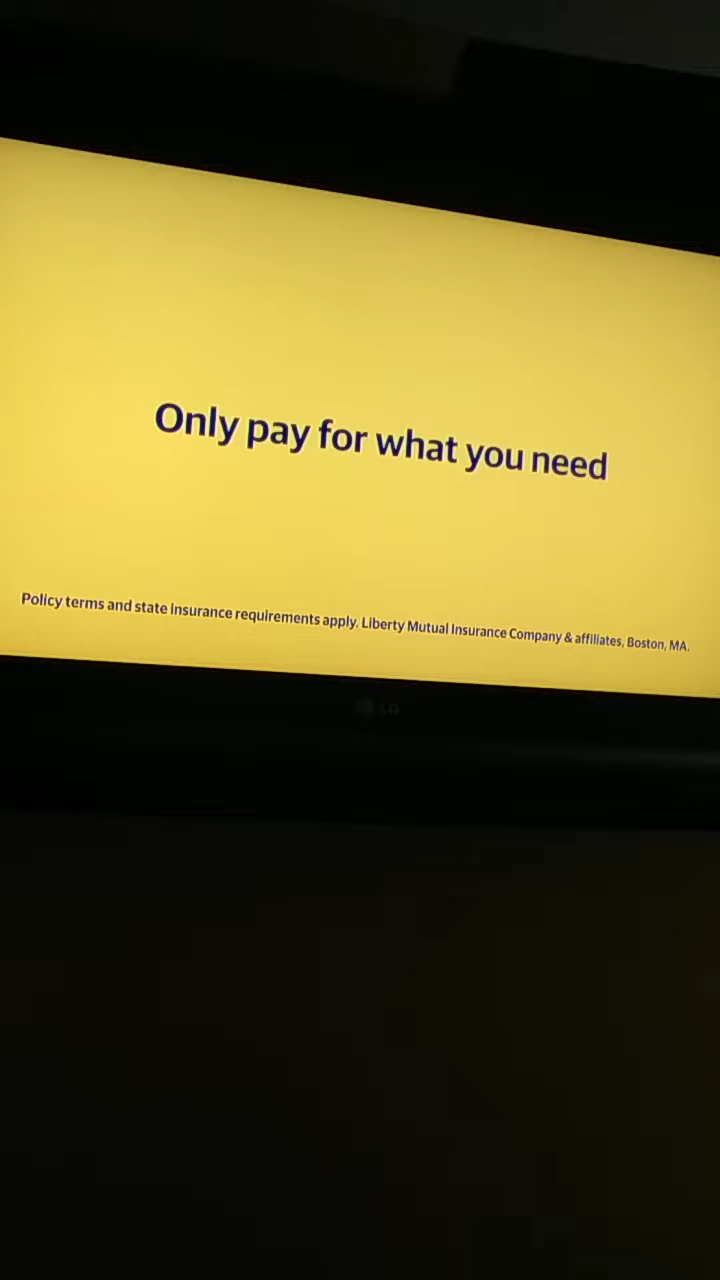 Only pay for what you need
Policy terms and state insurance requirements apply. Liberty Mutual Insurance Company & affiliates, Boston, MA.
LG